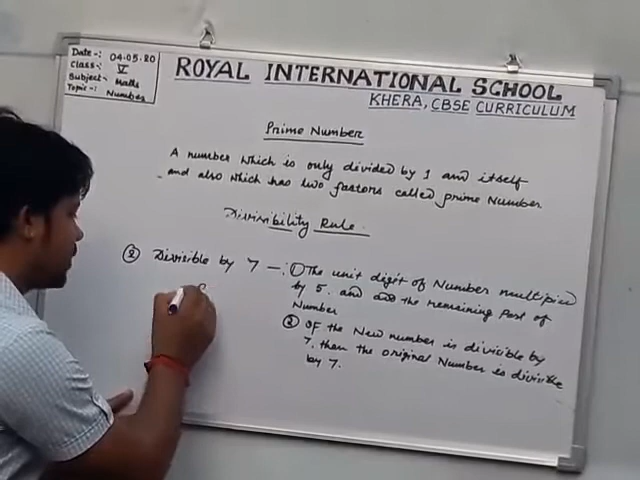 Date -: 04.05.20
Class -: V
Subject -: Maths
Topic -: Number
ROYAL INTERNATIONAL SCHOOL
KHERA, CBSE CURRICULUM
Prime Number
A number which is only divided by 1 and itself
and also which has two factors called prime Number.
Divisibility Rule.
② Divisible by 7 — : ① The unit digit of Number multiplied
by 5. and the remaining Part of
Number
② If the New number is divisible by
7, then the original Number is divisible
by 7.